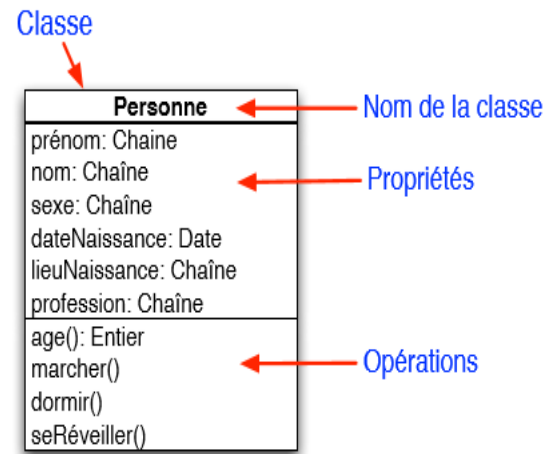 Classe
Personne
Nom de la classe
prénom: Chaine
nom: Chaîne
sexe: Chaîne
dateNaissance: Date
lieuNaissance: Chaîne
profession: Chaîne
Propriétés
age(): Entier
marcher()
dormir()
seRéveiller()
Opérations